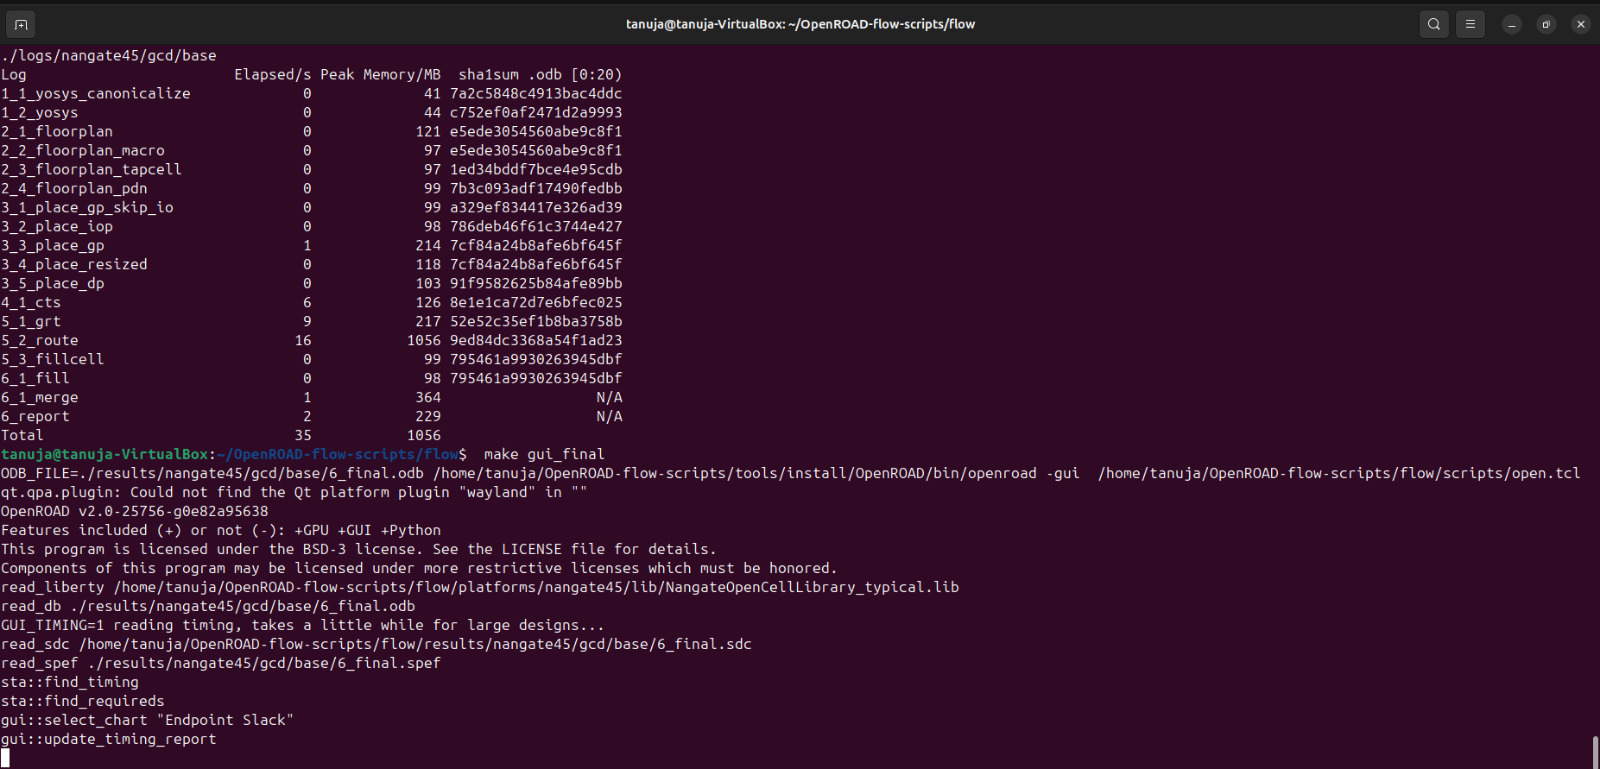 tanuja@tanuja-VirtualBox: ~/OpenROAD-flow-scripts/flow
./logs/nangate45/gcd/base
Log                        Elapsed/s Peak Memory/MB  sha1sum .odb [0:20)
1_1_yosys_canonicalize             0             41 7a2c5848c4913bac4ddc
1_2_yosys                          0             44 c752ef0af2471d2a9993
2_1_floorplan                      0            121 e5ede3054560abe9c8f1
2_2_floorplan_macro                0             97 e5ede3054560abe9c8f1
2_3_floorplan_tapcell              0             97 1ed34bddf7bce4e95cdb
2_4_floorplan_pdn                  0             99 7b3c093adf17490fedbb
3_1_place_gp_skip_io               0             99 a329ef834417e326ad39
3_2_place_iop                      0             98 786deb46f61c3744e427
3_3_place_gp                       1            214 7cf84a24b8afe6bf645f
3_4_place_resized                  0            118 7cf84a24b8afe6bf645f
3_5_place_dp                       0            103 91f9582625b84afe89bb
4_1_cts                            6            126 8e1e1ca72d7e6bfec025
5_1_grt                            9            217 52e52c35ef1b8ba3758b
5_2_route                         16           1056 9ed84dc3368a54f1ad23
5_3_fillcell                       0             99 795461a9930263945dbf
6_1_fill                           0             98 795461a9930263945dbf
6_1_merge                          1            364                  N/A
6_report                           2            229                  N/A
Total                             35           1056
tanuja@tanuja-VirtualBox:~/OpenROAD-flow-scripts/flow$  make gui_final
ODB_FILE=./results/nangate45/gcd/base/6_final.odb /home/tanuja/OpenROAD-flow-scripts/tools/install/OpenROAD/bin/openroad -gui  /home/tanuja/OpenROAD-flow-scripts/flow/scripts/open.tcl
qt.qpa.plugin: Could not find the Qt platform plugin "wayland" in ""
OpenROAD v2.0-25756-g0e82a95638
Features included (+) or not (-): +GPU +GUI +Python
This program is licensed under the BSD-3 license. See the LICENSE file for details.
Components of this program may be licensed under more restrictive licenses which must be honored.
read_liberty /home/tanuja/OpenROAD-flow-scripts/flow/platforms/nangate45/lib/NangateOpenCellLibrary_typical.lib
read_db ./results/nangate45/gcd/base/6_final.odb
GUI_TIMING=1 reading timing, takes a little while for large designs...
read_sdc /home/tanuja/OpenROAD-flow-scripts/flow/results/nangate45/gcd/base/6_final.sdc
read_spef ./results/nangate45/gcd/base/6_final.spef
sta::find_timing
sta::find_requireds
gui::select_chart "Endpoint Slack"
gui::update_timing_report